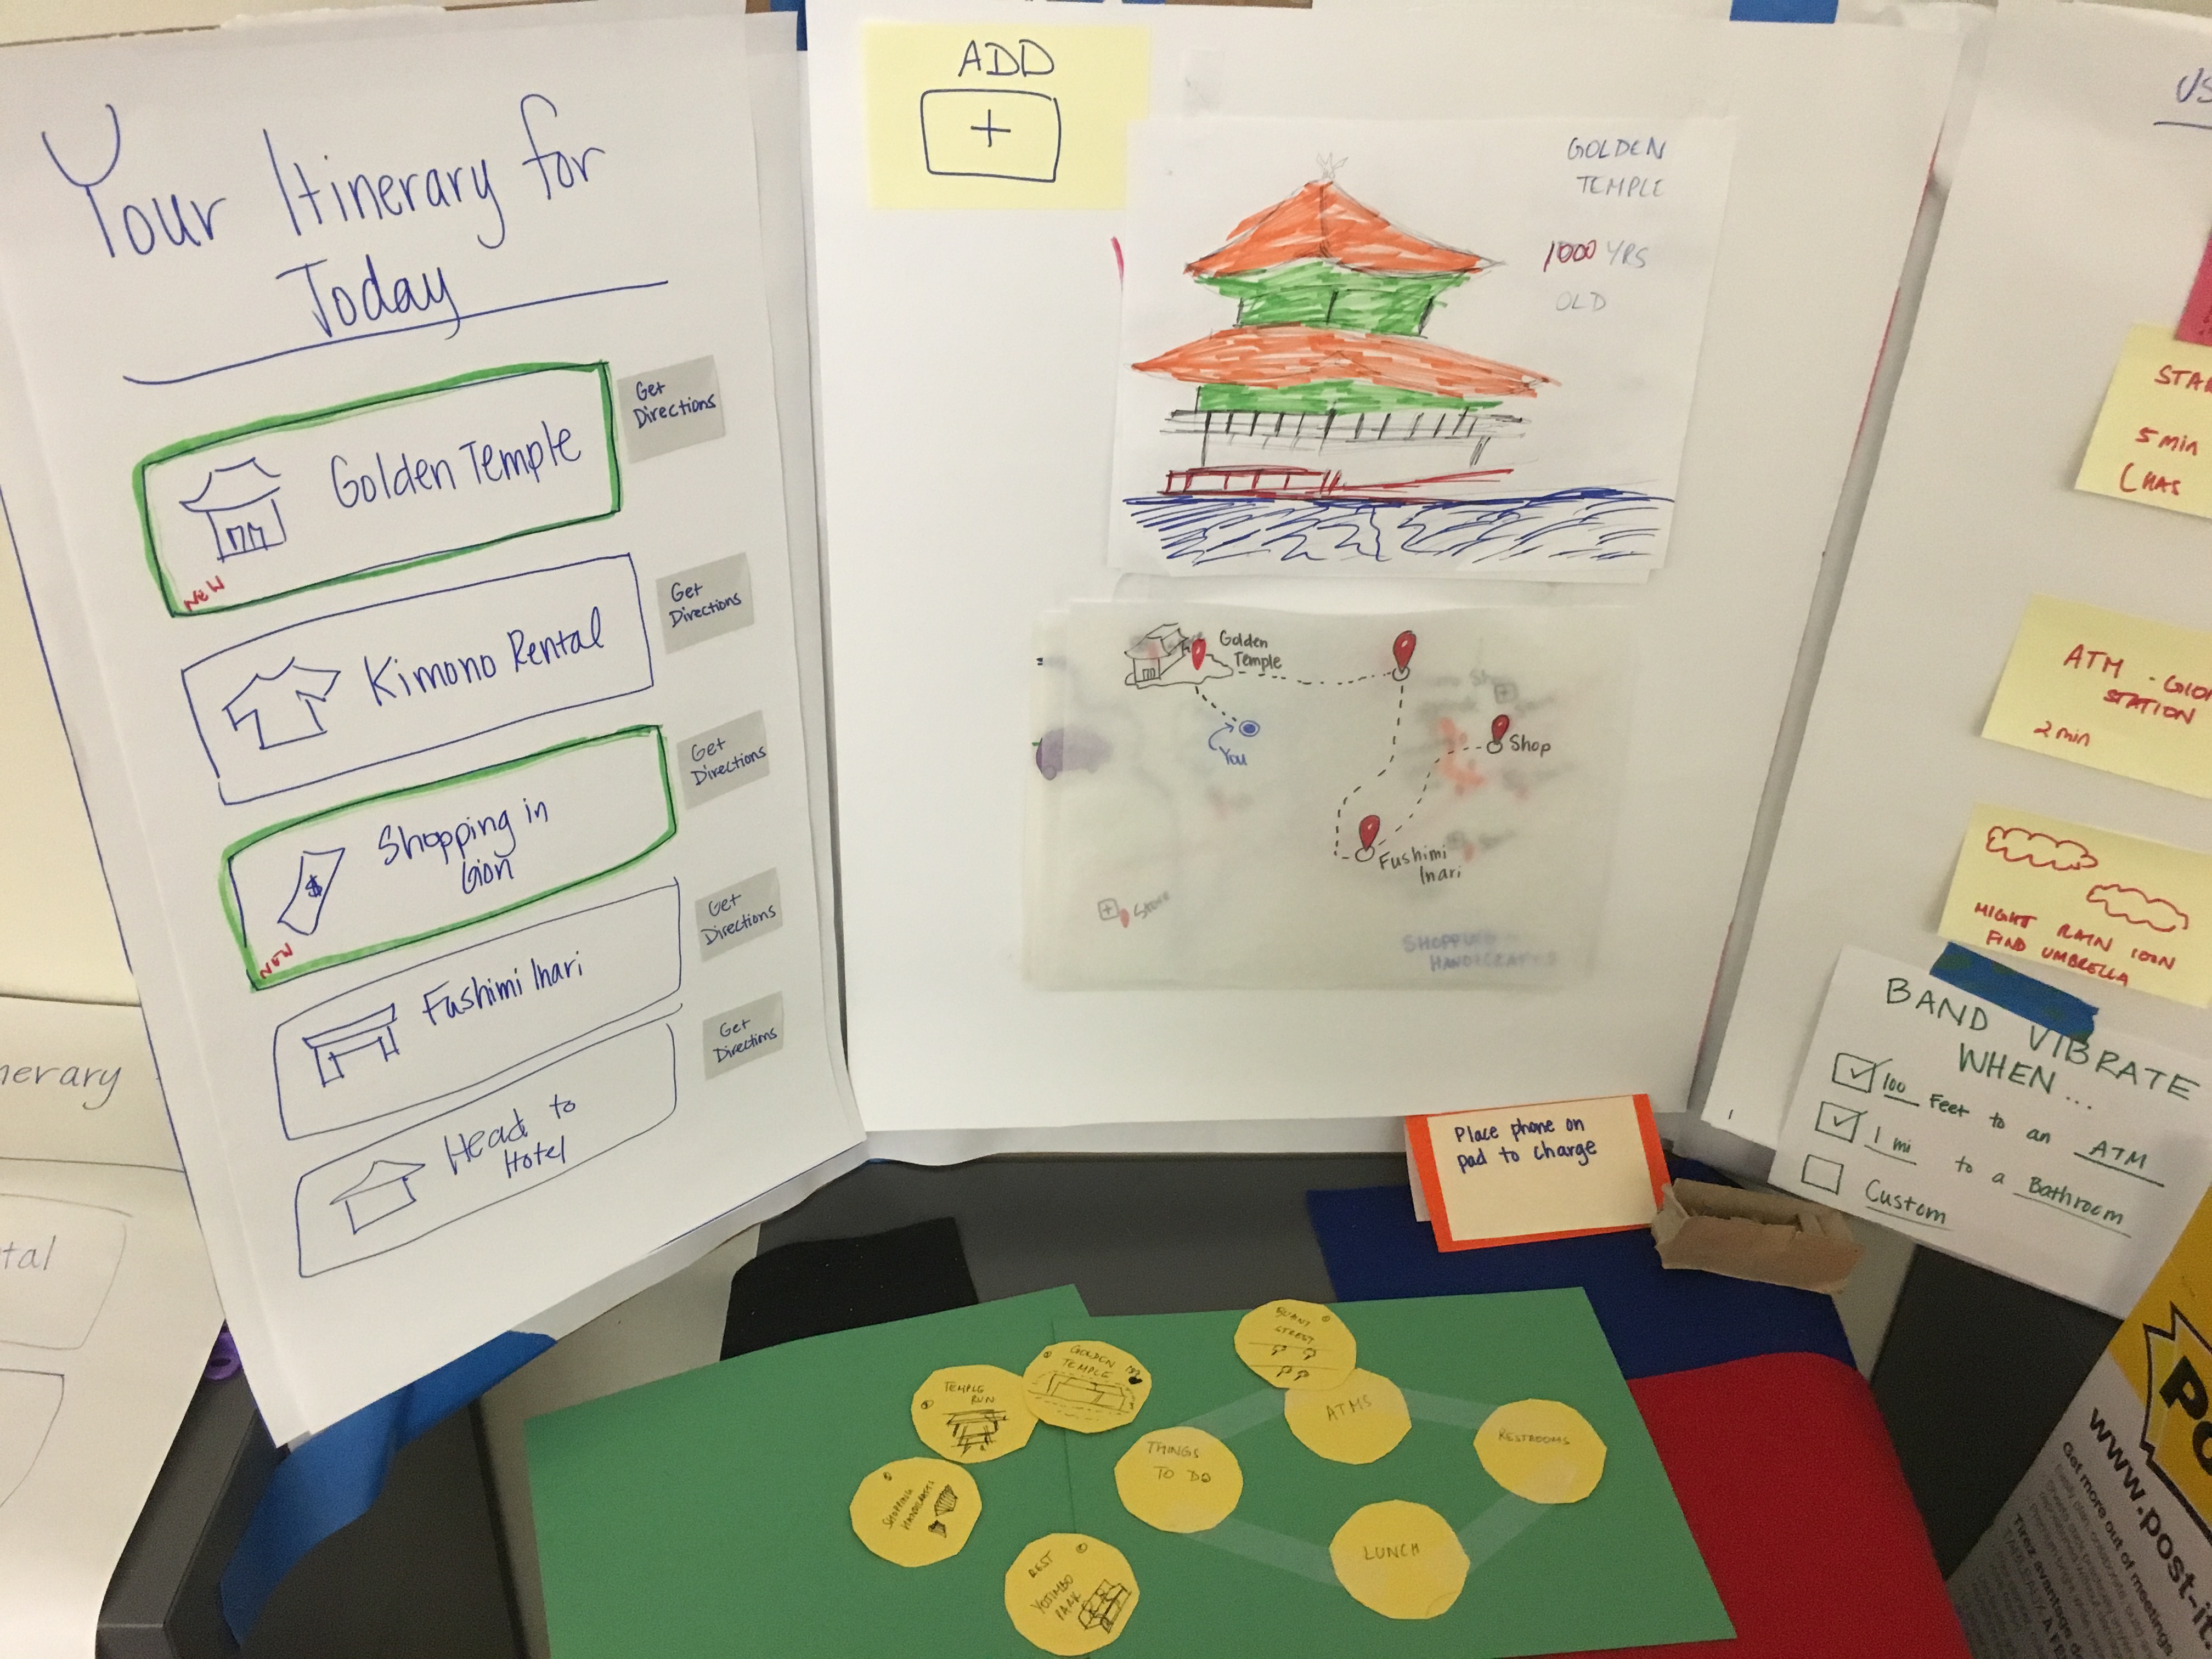 Your Itinerary for
Today
Golden Temple
NEW
Get
Directions
Kimono Rental
Get
Directions
Shopping in
Gion
NEW
Get
Directions
Fushimi Inari
Get
Directions
Head to
Hotel
Get
Directions
nerary
tal
ADD
+
GOLDEN
TEMPLE
1000 YRS
OLD
Golden
Temple
You
Shop
Fushimi
Inari
Store
SHOPPING
HANDICRAFTS
US
STAR
5 min
(HAS
ATM - GION
STATION
2 min
MIGHT RAIN SOON
FIND UMBRELLA
BAND VIBRATE
WHEN...
100 Feet to an ATM
1 mi to a Bathroom
Custom
Place phone on
pad to charge
TEMPLE
RUN
GOLDEN
TEMPLE
STREET
ATMS
RESTROOMS
THINGS
TO DO
SHOPPING
HANDICRAFTS
LUNCH
REST
YOJIMBO
PARK
PO
www.post-it.
Get more out of meetings